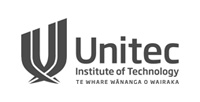 Unitec
Institute of Technology
TE WHARE WĀNANGA O WAIRAKA